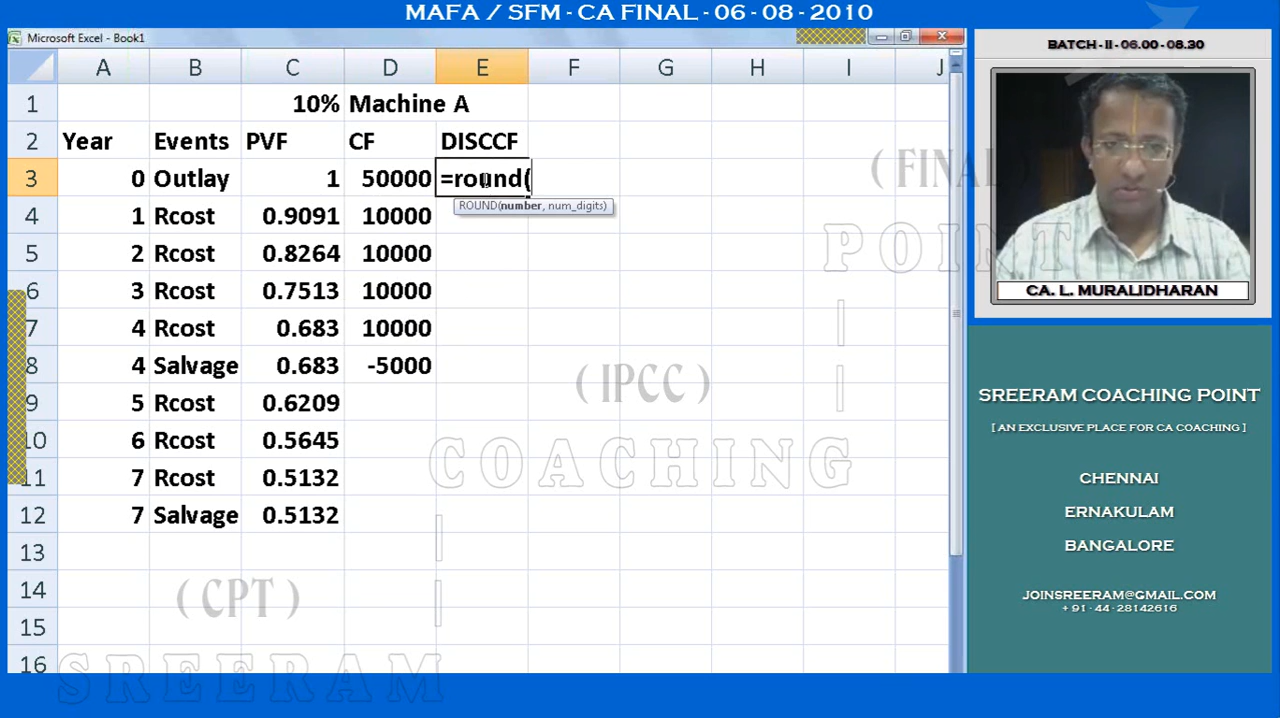 MAFA / SFM - CA FINAL - 06 - 08 - 2010
Microsoft Excel - Book1
BATCH - II - 06.00 - 08.30
A B C D E F G H I J
1 10% Machine A
2 Year Events PVF CF DISCCF
3 0 Outlay 1 50000 =round(
ROUND(number, num_digits)
4 1 Rcost 0.9091 10000
5 2 Rcost 0.8264 10000
6 3 Rcost 0.7513 10000
7 4 Rcost 0.683 10000
8 4 Salvage 0.683 -5000
9 5 Rcost 0.6209
10 6 Rcost 0.5645
11 7 Rcost 0.5132
12 7 Salvage 0.5132
13
14
15
16
( FINAL
POINT
( IPCC )
COACHING
( CPT )
SREERAM
CA. L. MURALIDHARAN
SREERAM COACHING POINT
[ AN EXCLUSIVE PLACE FOR CA COACHING ]
CHENNAI
ERNAKULAM
BANGALORE
JOINSREERAM@GMAIL.COM
+ 91 - 44 - 28142616